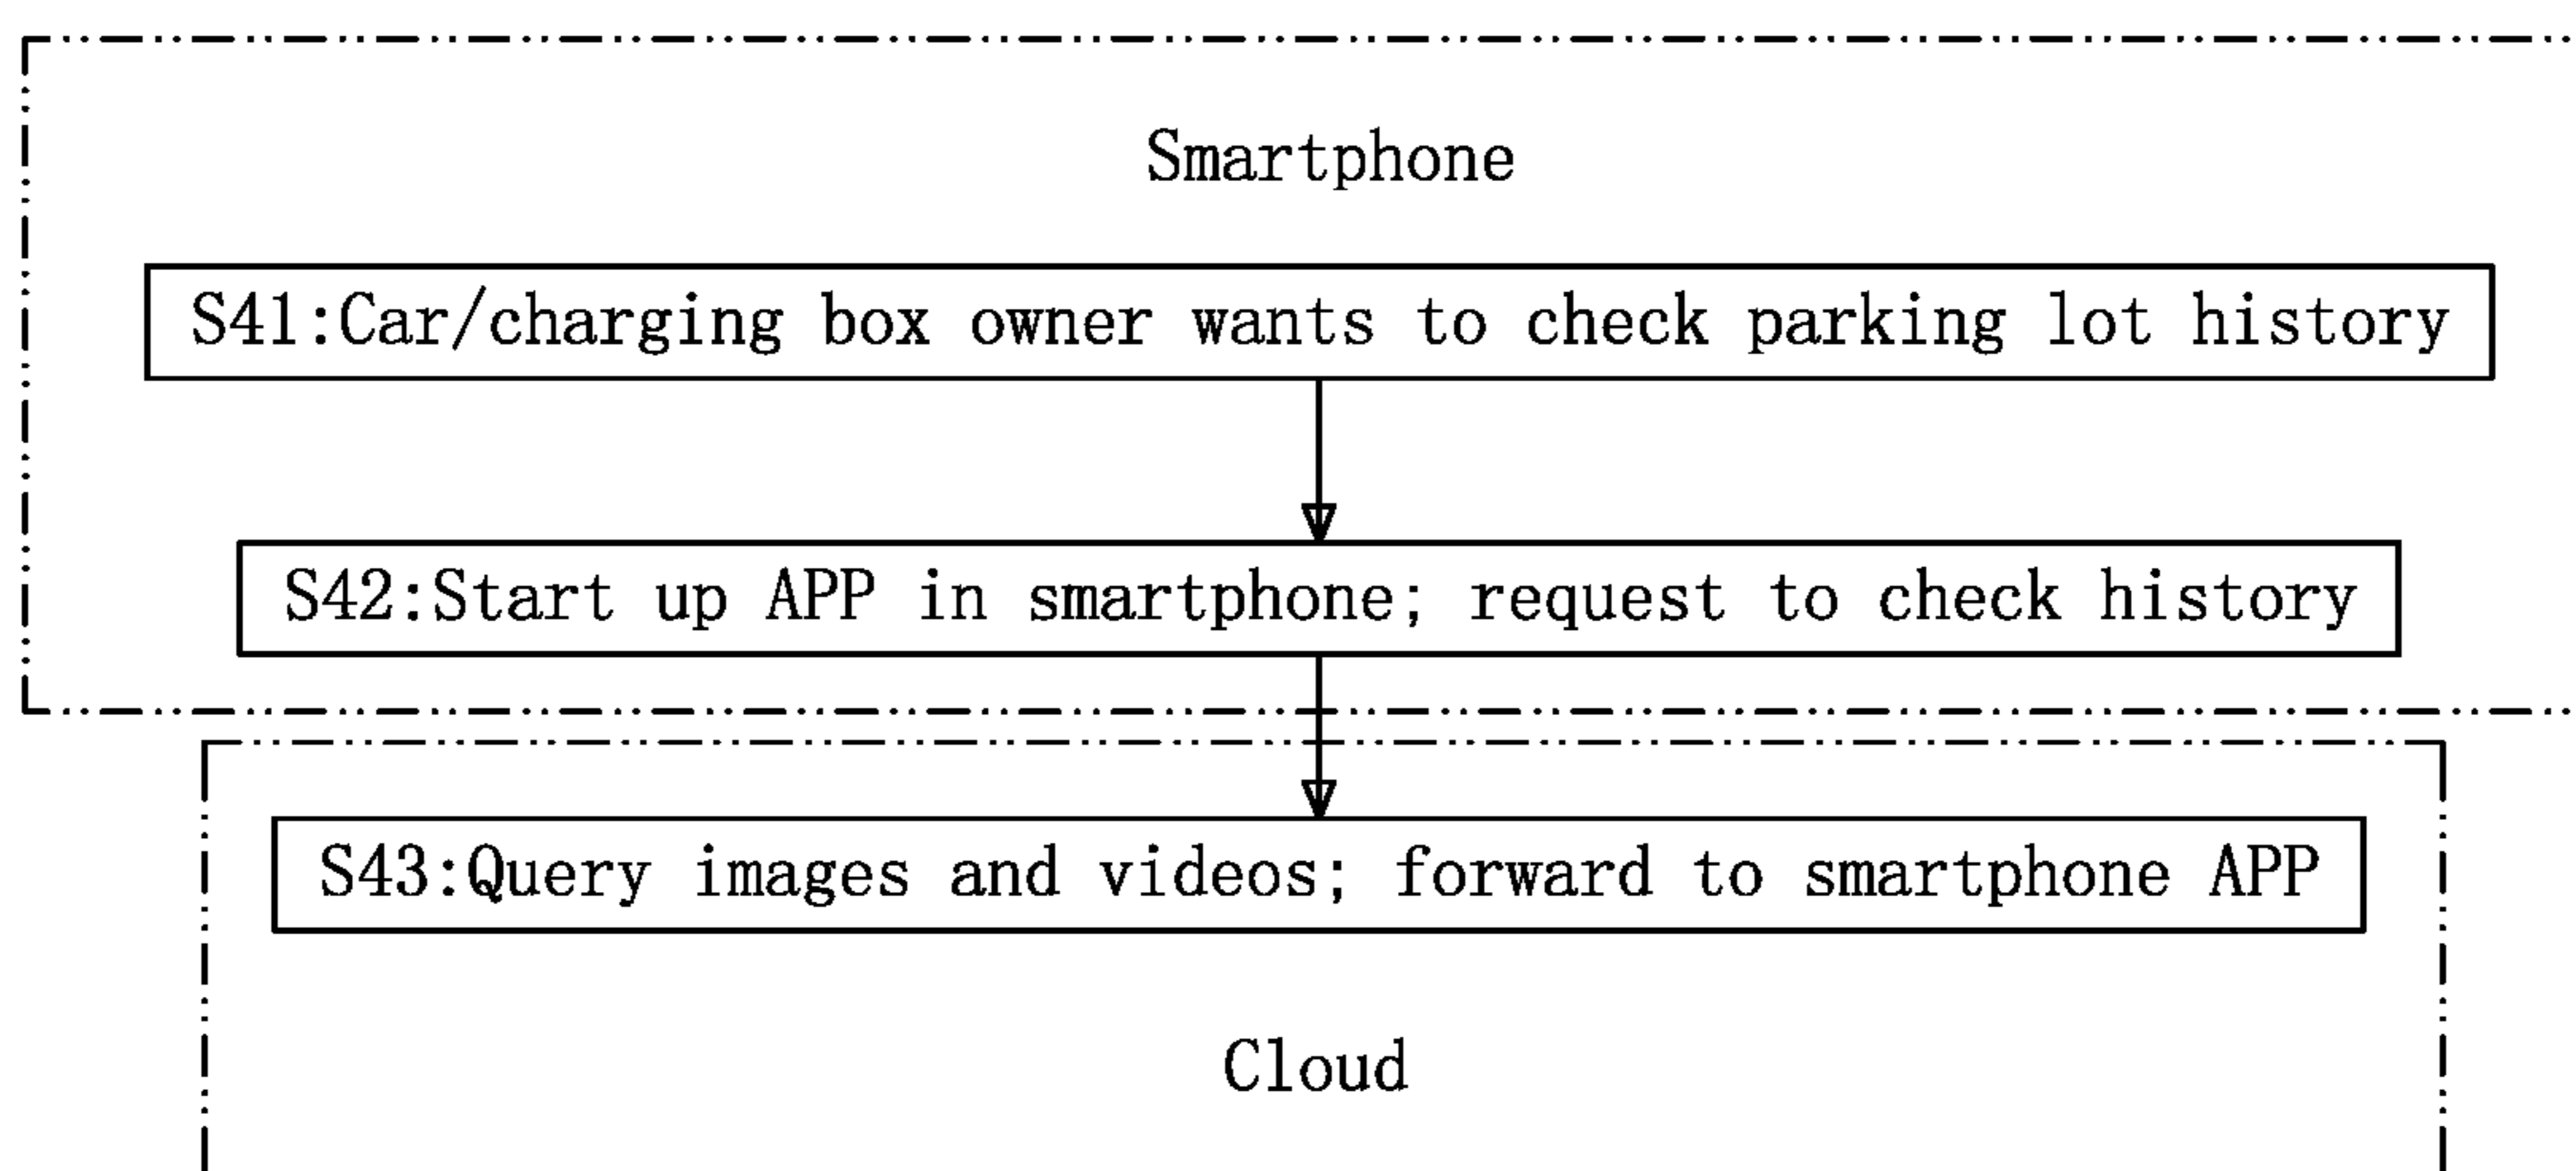 Smartphone
S41:Car/charging box owner wants to check parking lot history
S42:Start up APP in smartphone; request to check history
S43:Query images and videos; forward to smartphone APP
Cloud